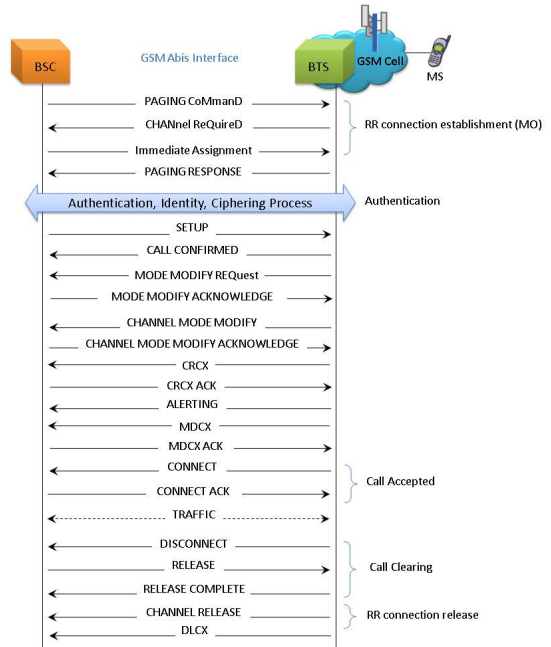 GSM Abis Interface
BSC
BTS
GSM Cell
MS
PAGING CoMmanD
CHANnel ReQuireD
RR connection establishment (MO)
Immediate Assignment
PAGING RESPONSE
Authentication, Identity, Ciphering Process
Authentication
SETUP
CALL CONFIRMED
MODE MODIFY REQuest
MODE MODIFY ACKNOWLEDGE
CHANNEL MODE MODIFY
CHANNEL MODE MODIFY ACKNOWLEDGE
CRCX
CRCX ACK
ALERTING
MDCX
MDCX ACK
CONNECT
Call Accepted
CONNECT ACK
TRAFFIC
DISCONNECT
RELEASE
Call Clearing
RELEASE COMPLETE
CHANNEL RELEASE
RR connection release
DLCX